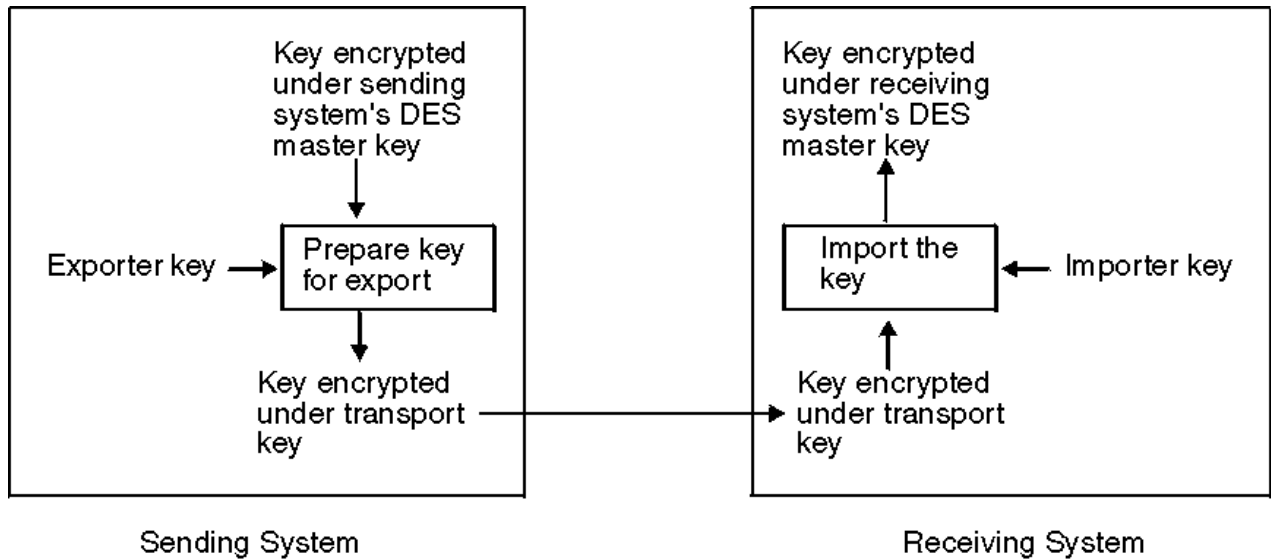 Key encrypted
under sending
system's DES
master key
Exporter key
Prepare key
for export
Key encrypted
under transport
key
Sending System
Key encrypted
under receiving
system's DES
master key
Import the
key
Importer key
Key encrypted
under transport
key
Receiving System